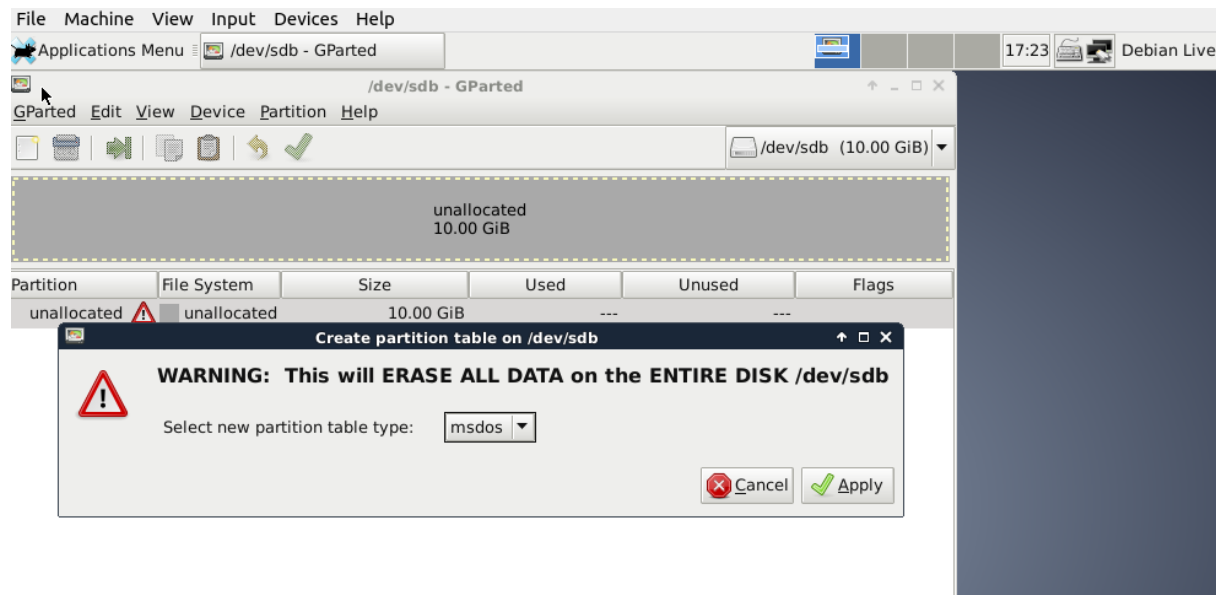 File Machine View Input Devices Help
Applications Menu /dev/sdb - GParted 17:23 Debian Live
/dev/sdb - GParted
GParted Edit View Device Partition Help
/dev/sdb (10.00 GiB)
unallocated
10.00 GiB
Partition File System Size Used Unused Flags
unallocated unallocated 10.00 GiB --- ---
Create partition table on /dev/sdb
WARNING: This will ERASE ALL DATA on the ENTIRE DISK /dev/sdb
Select new partition table type: msdos
Cancel Apply